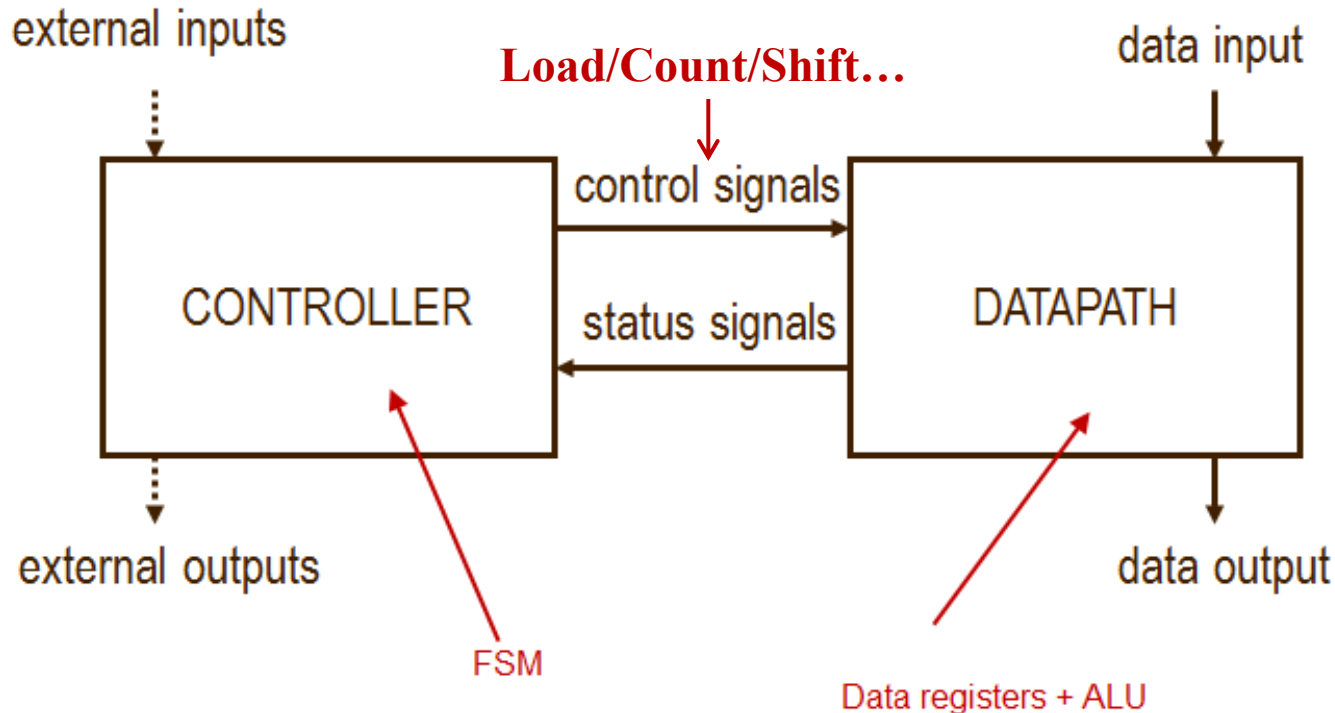 external inputs
Load/Count/Shift…
data input
control signals
CONTROLLER
status signals
DATAPATH
external outputs
data output
FSM
Data registers + ALU